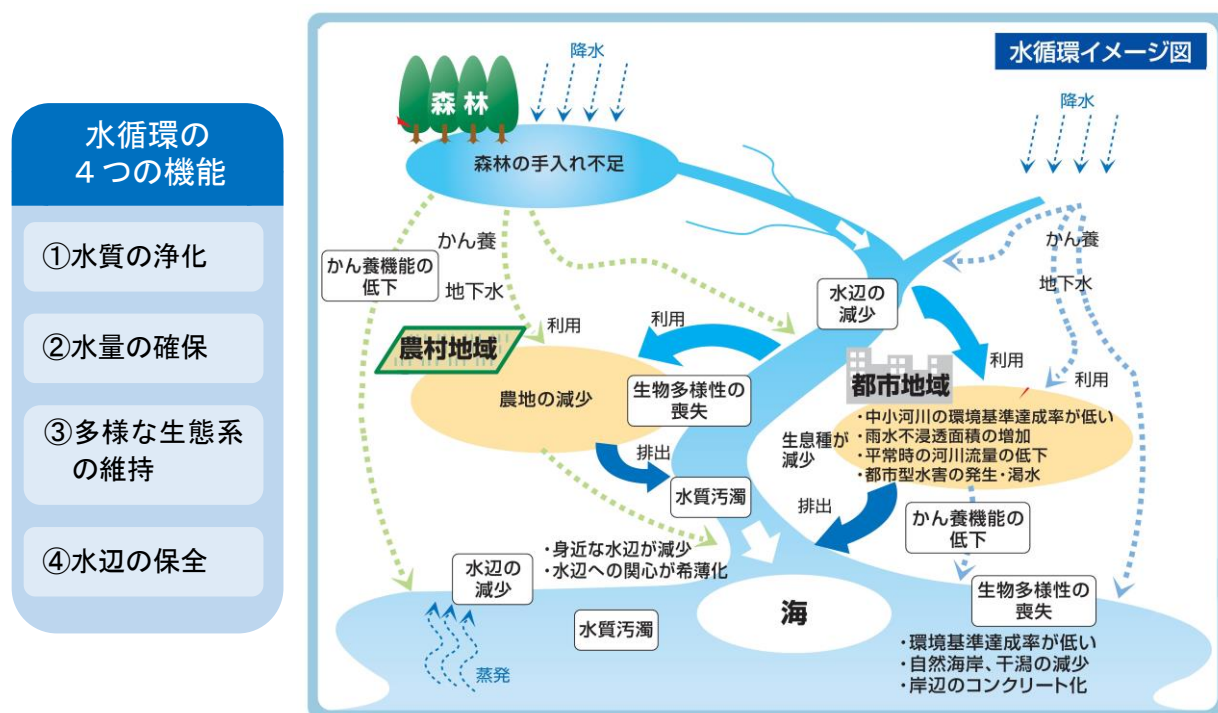 水循環の
4つの機能
①水質の浄化
②水量の確保
③多様な生態系
の維持
④水辺の保全
水循環イメージ図
降水
森林
森林の手入れ不足
降水
かん養
かん養機能の
低下
地下水
かん養
地下水
水辺の
減少
利用
利用
農村地域
農地の減少
生物多様性の
喪失
排出
水質汚濁
利用
利用
都市地域
・中小河川の環境基準達成率が低い
・雨水不浸透面積の増加
・平常時の河川流量の低下
・都市型水害の発生・渇水
生息種が
減少
排出
かん養機能の
低下
・身近な水辺が減少
・水辺への関心が希薄化
水辺の
減少
水質汚濁
蒸発
海
生物多様性の
喪失
・環境基準達成率が低い
・自然海岸、干潟の減少
・岸辺のコンクリート化